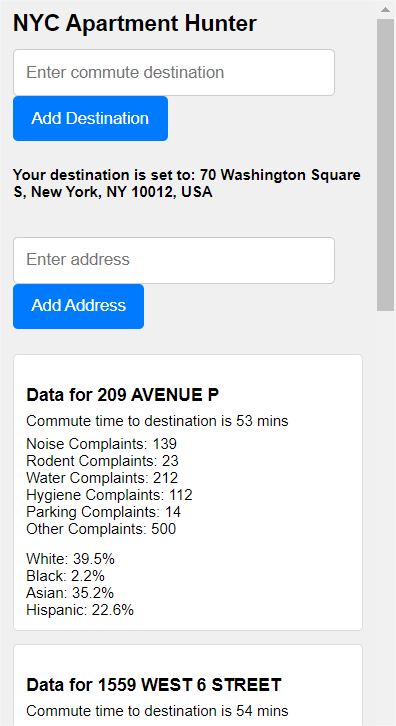 NYC Apartment Hunter
Enter commute destination
Add Destination
Your destination is set to: 70 Washington Square
S, New York, NY 10012, USA
Enter address
Add Address
Data for 209 AVENUE P
Commute time to destination is 53 mins
Noise Complaints: 139
Rodent Complaints: 23
Water Complaints: 212
Hygiene Complaints: 112
Parking Complaints: 14
Other Complaints: 500
White: 39.5%
Black: 2.2%
Asian: 35.2%
Hispanic: 22.6%
Data for 1559 WEST 6 STREET
Commute time to destination is 54 mins